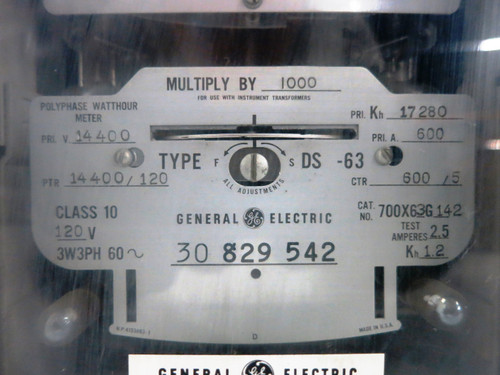 MULTIPLY BY 1000
FOR USE WITH INSTRUMENT TRANSFORMERS
POLYPHASE WATTHOUR
METER
PRI. Kh 17280
PRI. V. 14400
PRI. A. 600
TYPE F S DS -63
ALL ADJUSTMENTS
PTR 14400/120
CTR 600/5
CLASS 10
GENERAL GE ELECTRIC
CAT. NO. 700X63G142
120 V
TEST
AMPERES 2.5
3W3PH 60~
30 829 542
Kh 1.2
D
MADE IN U.S.A.
GENERAL GE ELECTRIC